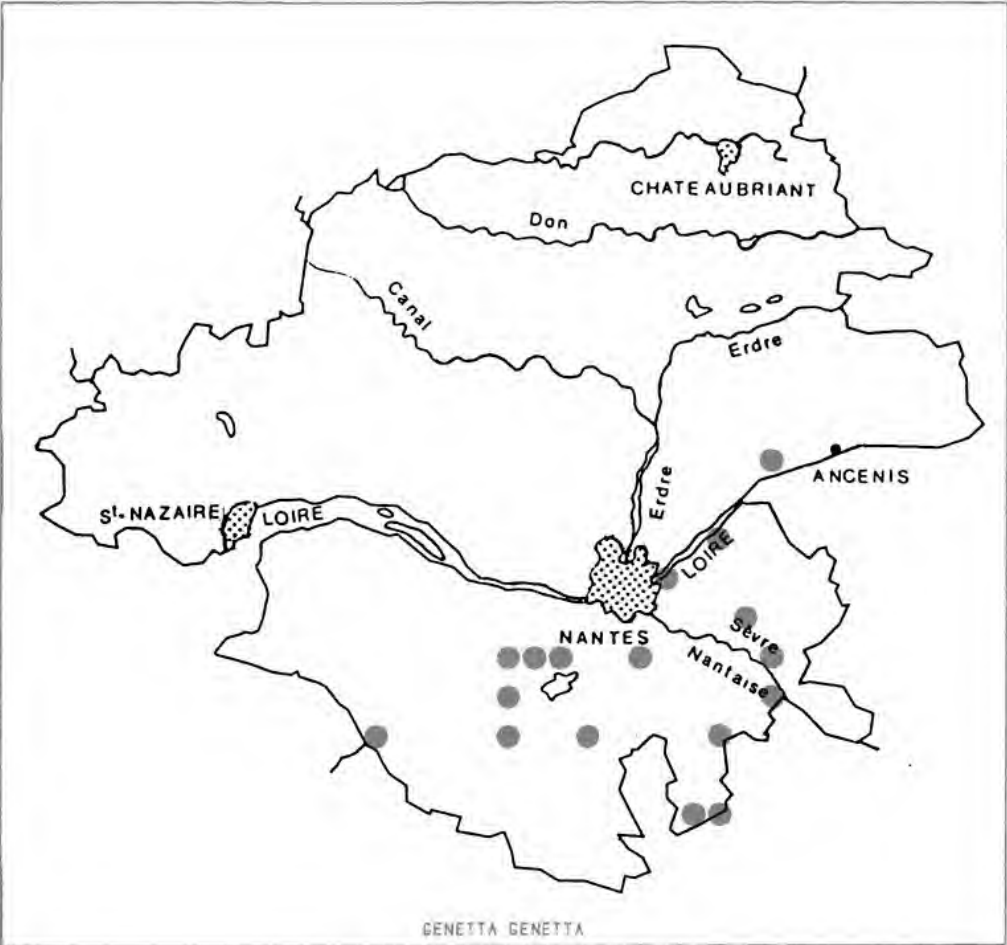 CHATEAUBRIANT
Don
Canal
Erdre
ANCENIS
Erdre
St-NAZAIRE
LOIRE
LOIRE
NANTES
Sèvre
Nantaise
GENETTA GENETTA